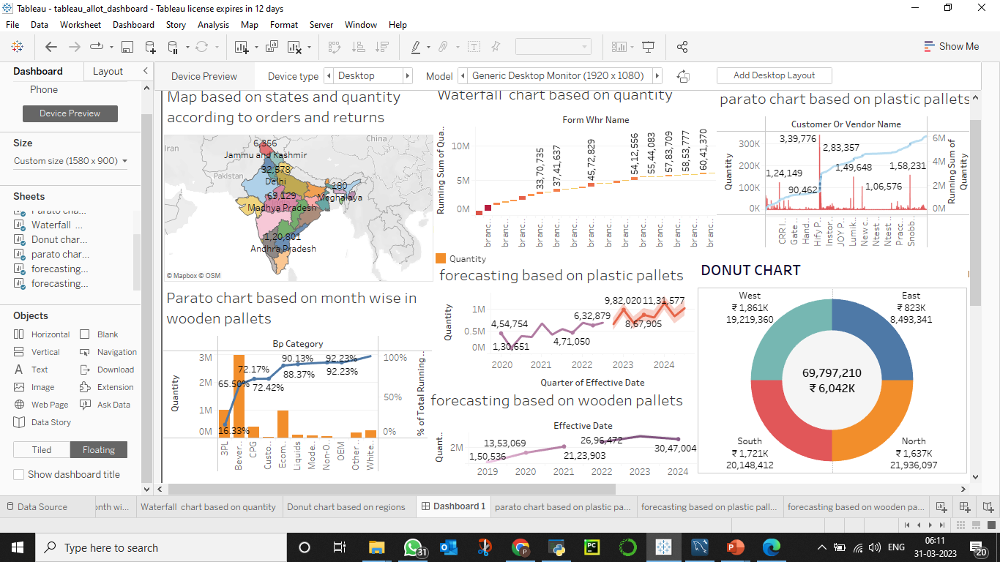 Tableau - tableau_allot_dashboard - Tableau license expires in 12 days
File Data Worksheet Dashboard Story Analysis Map Format Server Window Help
Show Me
Dashboard Layout
Device Preview Device type Desktop Model Generic Desktop Monitor (1920 x 1080) Add Desktop Layout
Phone
Device Preview
Size
Custom size (1580 x 900)
Sheets
Waterfall ...
Donut char...
parato char...
forecasting...
forecasting...
Objects
Horizontal Blank
Vertical Navigation
Text Download
Image Extension
Web Page Ask Data
Data Story
Tiled Floating
Show dashboard title
Map based on states and quantity
according to orders and returns
Iran
China
Pakistan
6,356
Jammu and Kashmir
32,578
Delhi
180
Meghalaya
69,129
Madhya Pradesh
1,20,801
Andhra Pradesh
© Mapbox © OSM
Waterfall chart based on quantity
Form Whr Name
Running Sum of Qua..
10M
5M
0M
33,70,735
37,41,637
45,72,829
54,12,556
55,44,083
57,83,709
58,53,777
60,41,370
branc..
branc..
branc..
branc..
branc..
branc..
branc..
branc..
branc..
branc..
branc..
branc..
branc..
branc..
parato chart based on plastic pallets
Customer Or Vendor Name
Quantity
300K
200K
100K
0K
3,39,776
2,83,357
1,24,149
1,49,648
1,58,231
90,462
1,06,576
6M
4M
2M
0M
Running Sum of
Quantity
CRR I..
Gate..
Hand..
Hify P..
Instor..
JOY P..
Lumik..
New c..
Ntest ..
Ntest ..
Pracc..
Snobb..
Quantity
forecasting based on plastic pallets
Quantity
1M
0.5M
0M
4,54,754
1,30,651
6,32,879
4,71,050
9,82,020
11,31,577
8,67,905
2020 2021 2022 2023 2024
Quarter of Effective Date
DONUT CHART
West
₹ 1,861K
19,219,360
East
₹ 823K
8,493,341
69,797,210
₹ 6,042K
South
₹ 1,721K
20,148,412
North
₹ 1,637K
21,936,097
Parato chart based on month wise in
wooden pallets
Bp Category
Quantity
3M
2M
1M
0M
16.33%
65.50%
72.17%
72.42%
90.13%
88.37%
92.23%
92.23%
100%
50%
0%
% of Total Running ..
3PL
Bever..
CPG
Custo..
Ecom..
Liquids
Mode..
Non-O..
OEM
Other ..
White..
forecasting based on wooden pallets
Effective Date
Quant..
2M
1,50,536
13,53,069
21,23,903
26,96,472
30,47,004
2019 2020 2021 2022 2023 2024
Data Source
nth wi...
Waterfall chart based on quantity
Donut chart based on regions
Dashboard 1
parato chart based on plastic pa...
forecasting based on plastic pall...
forecasting based on wooden pa...
Type here to search
31
PC
ENG
06:11
31-03-2023
20